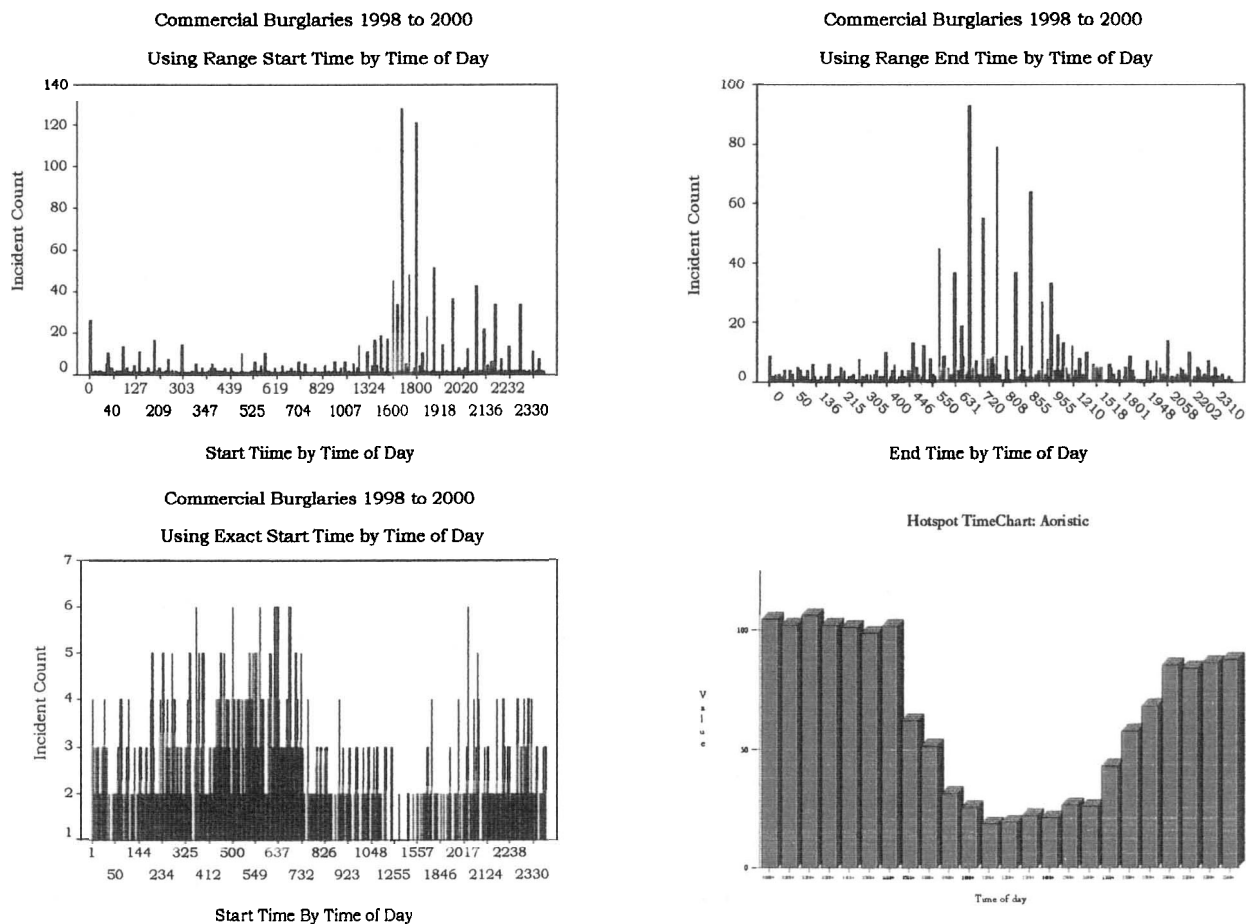 Commercial Burglaries 1998 to 2000
Using Range Start Time by Time of Day
140
120
100
80
60
40
20
0
Incident Count
0 127 303 439 619 829 1324 1800 2020 2232
40 209 347 525 704 1007 1600 1918 2136 2330
Start Tiime by Time of Day
Commercial Burglaries 1998 to 2000
Using Range End Time by Time of Day
100
80
60
40
20
0
Incident Count
0 50 136 215 305 400 446 550 631 720 808 855 955 1210 1518 1801 1948 2058 2202 2310
End Time by Time of Day
Commercial Burglaries 1998 to 2000
Using Exact Start Time by Time of Day
7
6
5
4
3
2
1
Incident Count
1 144 325 500 637 826 1048 1557 2017 2238
50 234 412 549 732 923 1255 1846 2124 2330
Start Time By Time of Day
Hotspot TimeChart: Aoristic
100
50
0
Value
Time of day